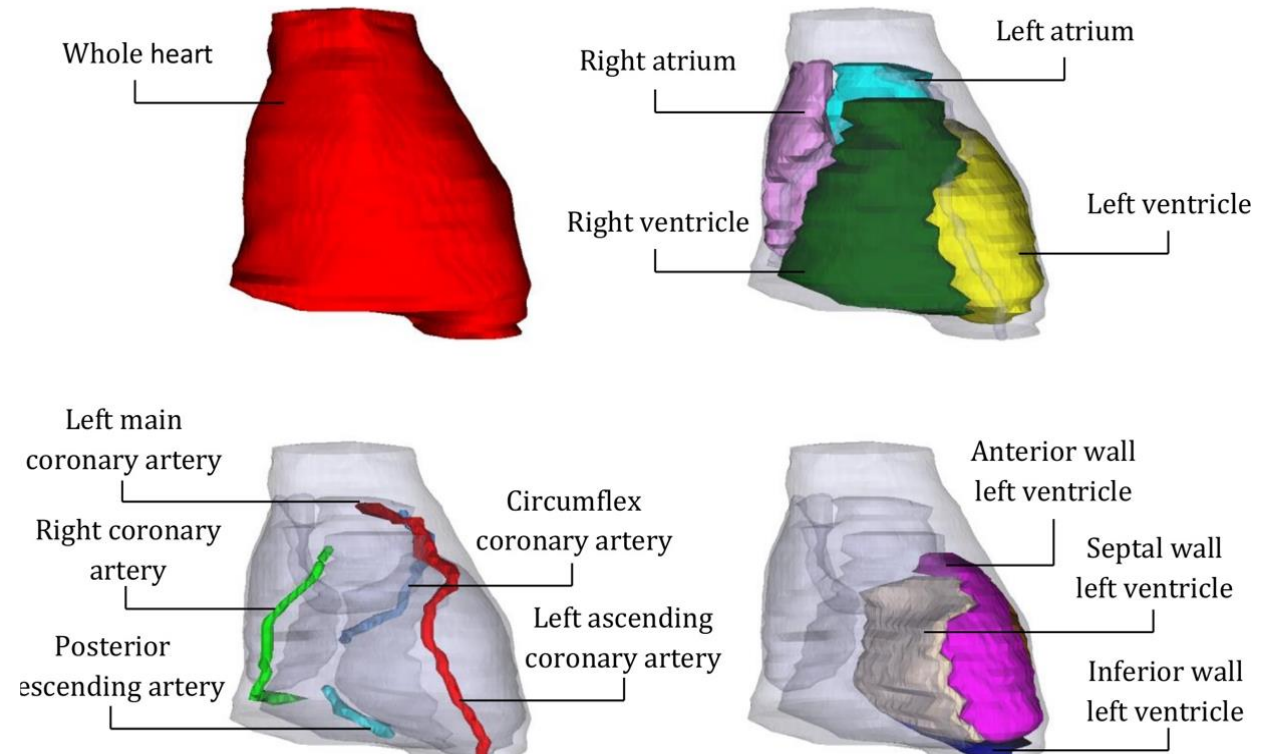 Whole heart
Right atrium
Left atrium
Right ventricle
Left ventricle
Left main
coronary artery
Right coronary
artery
Posterior
escending artery
Circumflex
coronary artery
Left ascending
coronary artery
Anterior wall
left ventricle
Septal wall
left ventricle
Inferior wall
left ventricle